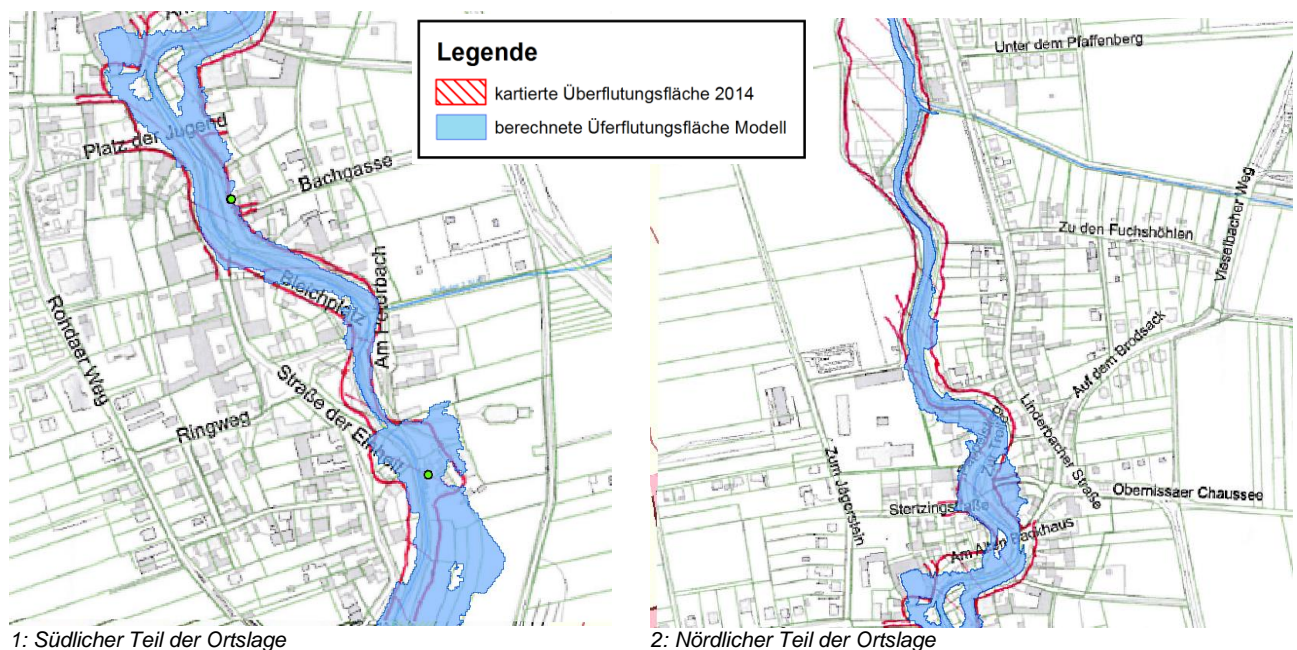 Legende
kartierte Überflutungsfläche 2014
berechnete Üferflutungsfläche Modell
Platz der Jugend
Bachgasse
Bleichplatz
Am Peterbach
Rohdaer Weg
Straße der Einheit
Ringweg
1: Südlicher Teil der Ortslage
Unter dem Pfaffenberg
Vieselbacher Weg
Zu den Fuchshöhlen
Auf dem Brodsack
Linderbacher Straße
Zum Jägerstein
Obernissaer Chaussee
Stertzingstraße
Am Alten Backhaus
2: Nördlicher Teil der Ortslage